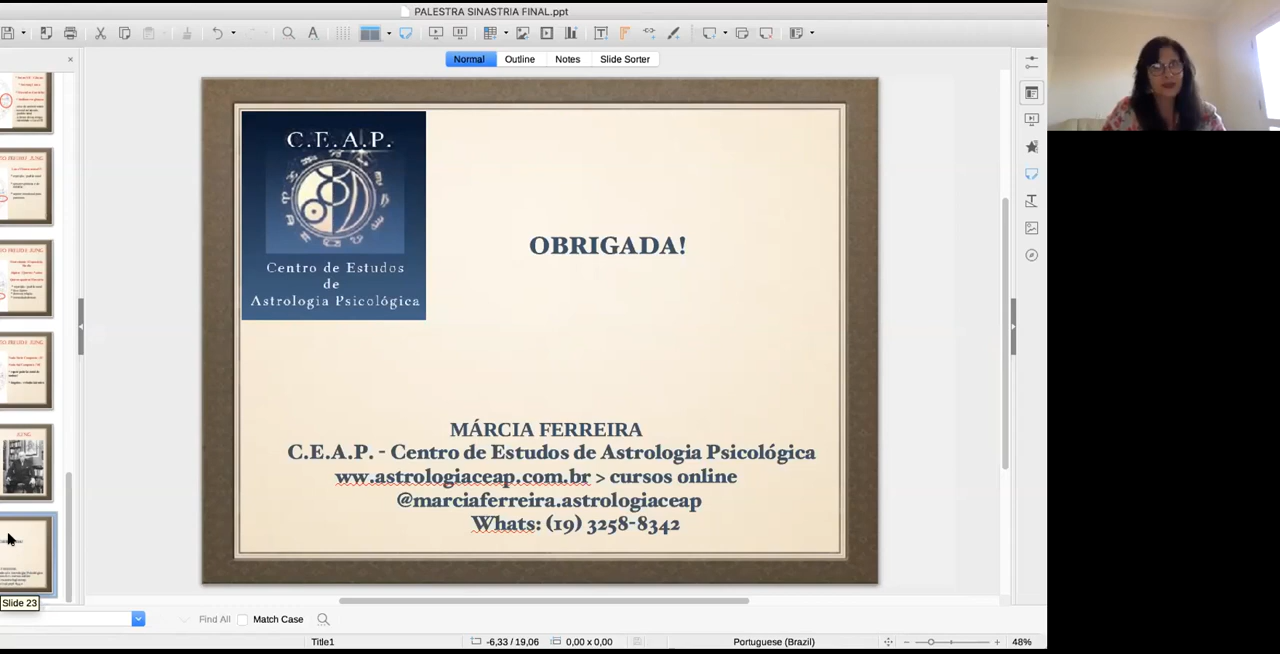 PALESTRA SINASTRIA FINAL.ppt
Normal
Outline
Notes
Slide Sorter
C.E.A.P.
Centro de Estudos
de
Astrologia Psicológica
OBRIGADA!
MÁRCIA FERREIRA
C.E.A.P. - Centro de Estudos de Astrologia Psicológica
ww.astrologiaceap.com.br > cursos online
@marciaferreira.astrologiaceap
Whats: (19) 3258-8342
Slide 23
Find All
Match Case
Title1
-6,33 / 19,06
0,00 x 0,00
Portuguese (Brazil)
48%